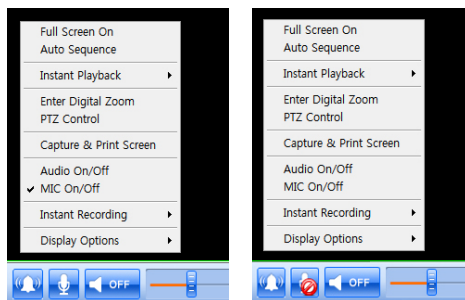 Full Screen On
Auto Sequence
Instant Playback
Enter Digital Zoom
PTZ Control
Capture & Print Screen
Audio On/Off
MIC On/Off
Instant Recording
Display Options
OFF
Full Screen On
Auto Sequence
Instant Playback
Enter Digital Zoom
PTZ Control
Capture & Print Screen
Audio On/Off
MIC On/Off
Instant Recording
Display Options
OFF